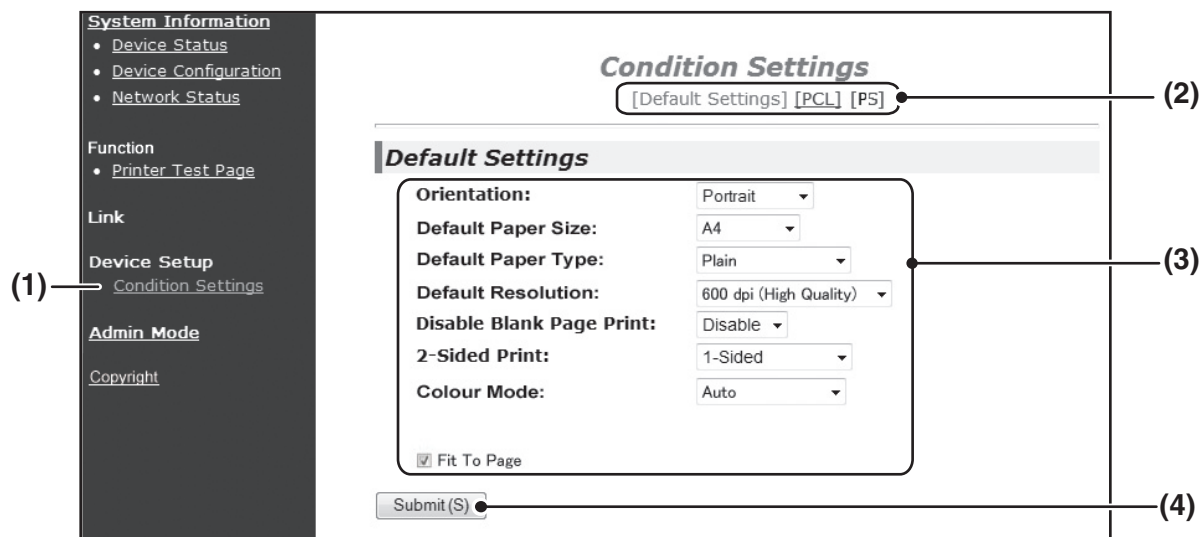 System Information
• Device Status
• Device Configuration
• Network Status
Function
• Printer Test Page
Link
Device Setup
(1) Condition Settings
Admin Mode
Copyright
Condition Settings
[Default Settings] [PCL] [PS] (2)
Default Settings
Orientation: Portrait
Default Paper Size: A4
Default Paper Type: Plain
(3)
Default Resolution: 600 dpi (High Quality)
Disable Blank Page Print: Disable
2-Sided Print: 1-Sided
Colour Mode: Auto
Fit To Page
Submit(S) (4)